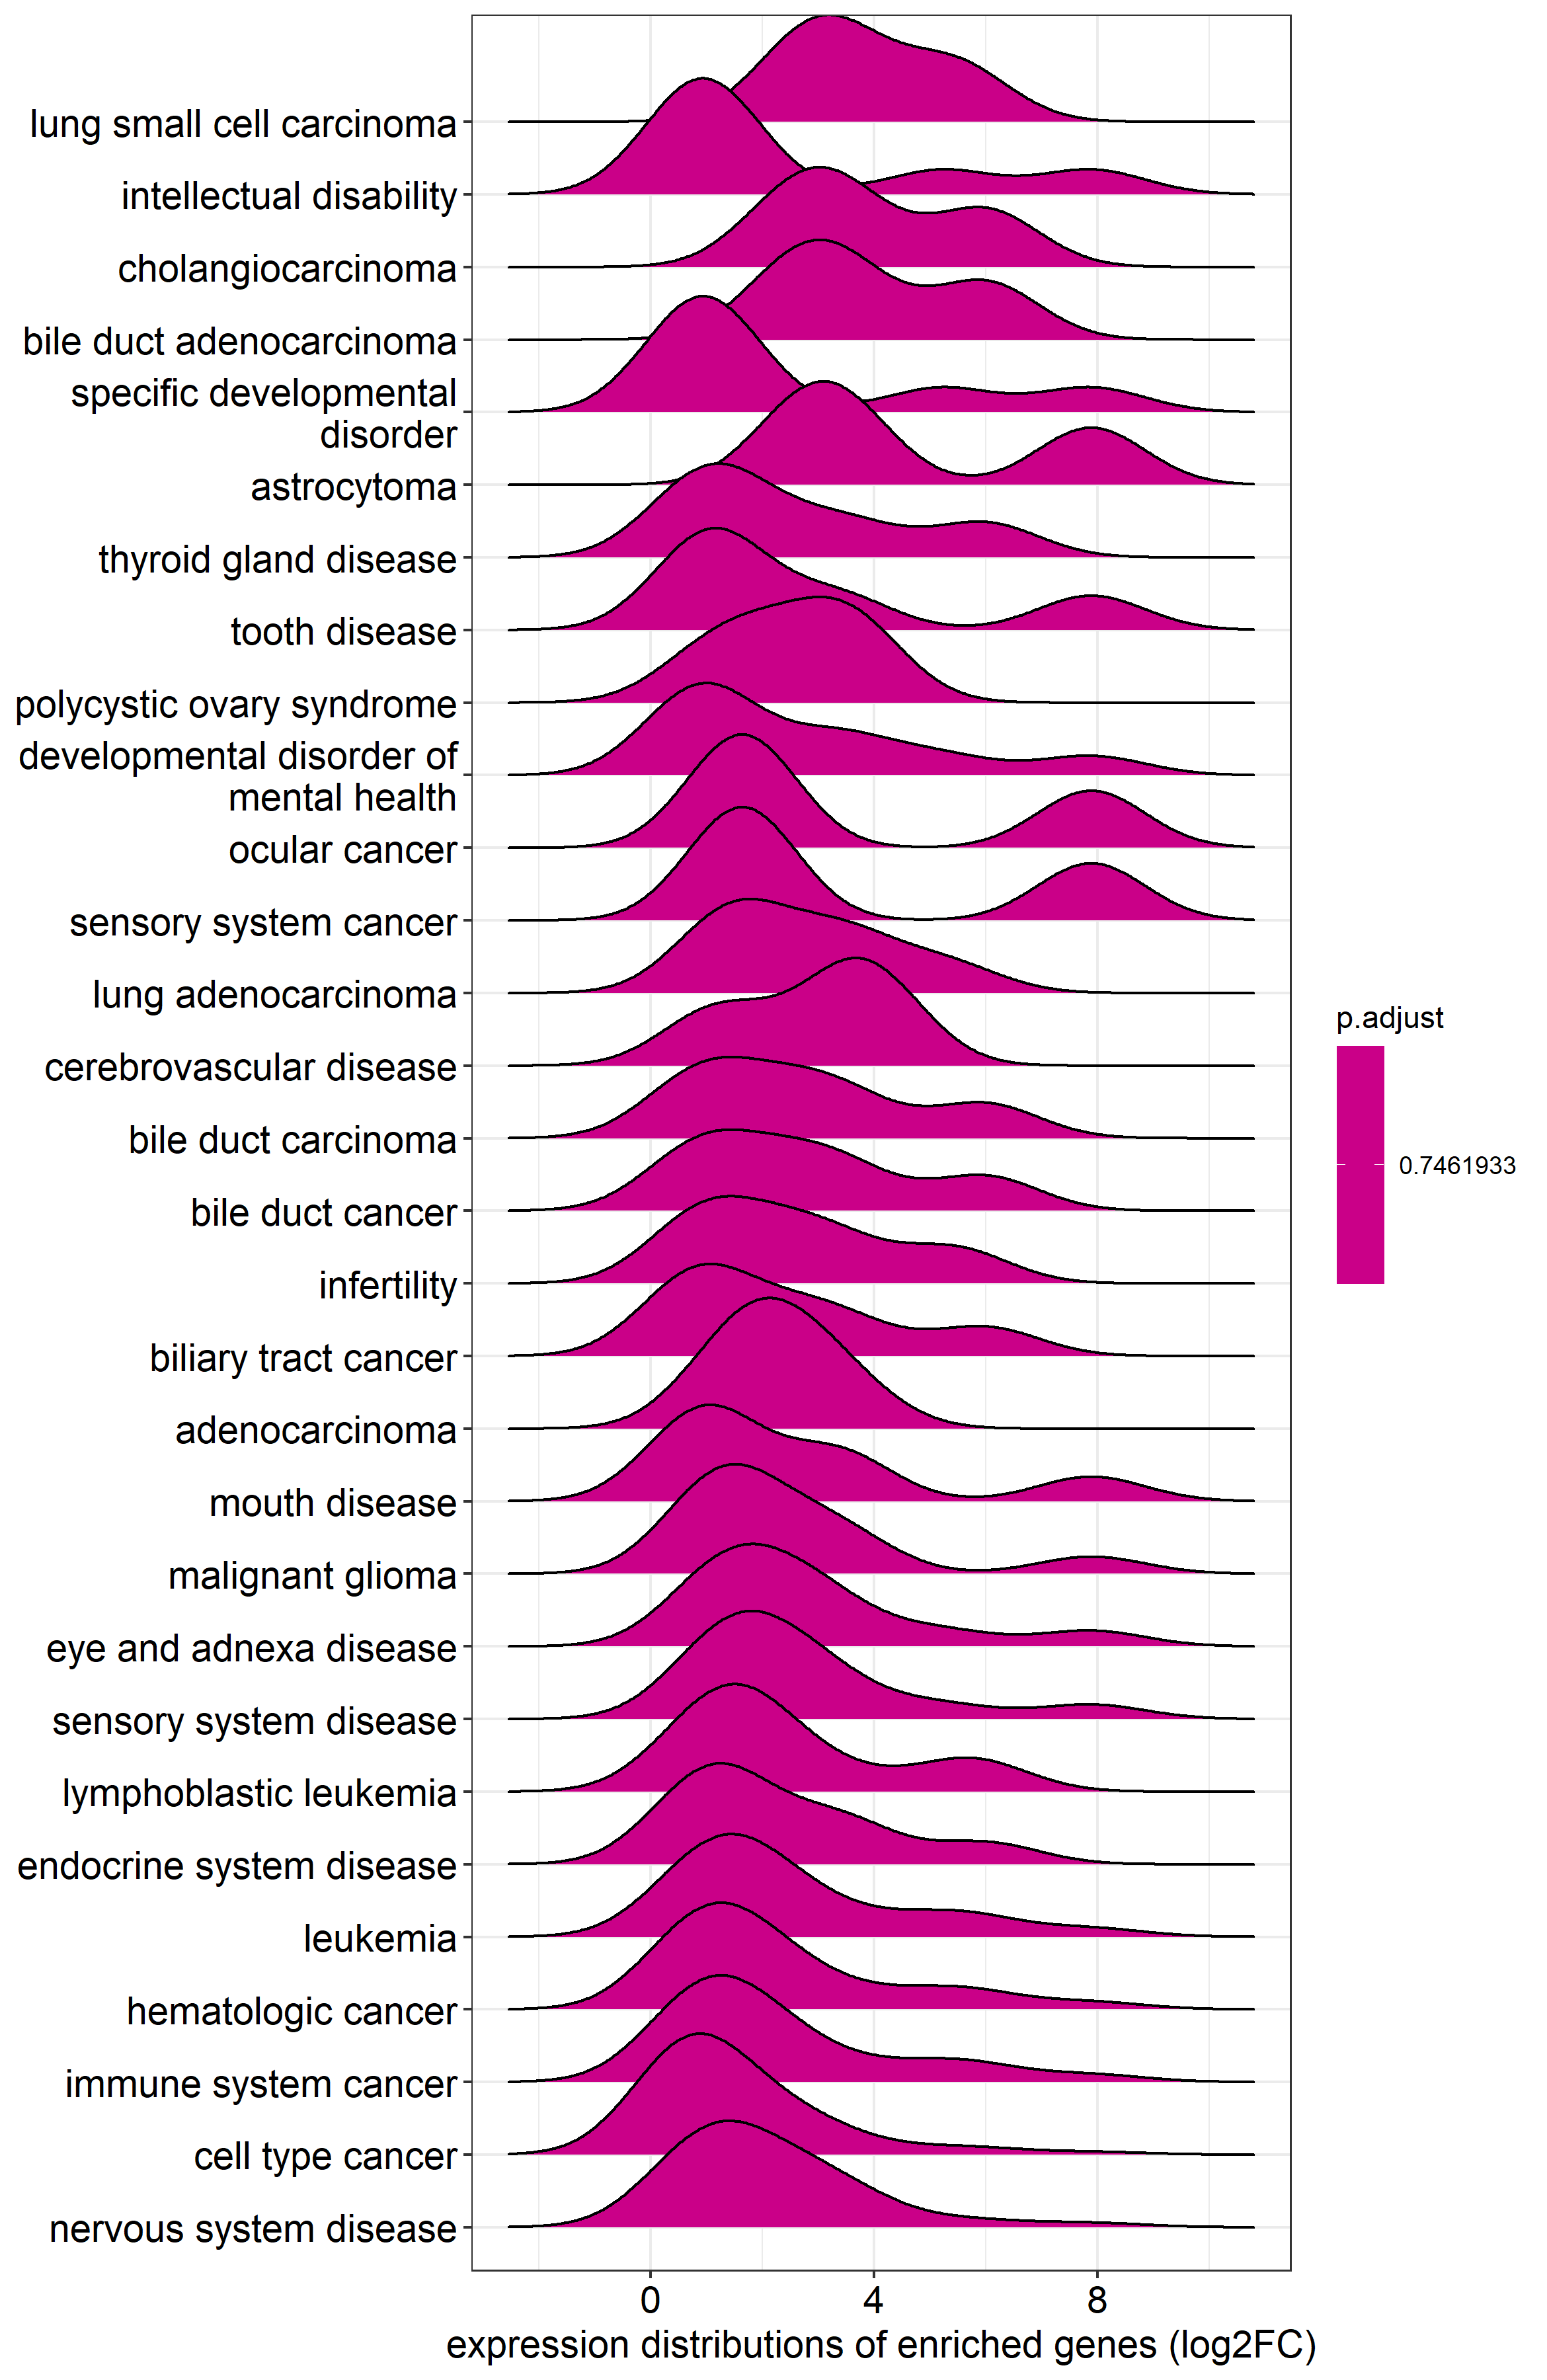 lung small cell carcinoma
intellectual disability
cholangiocarcinoma
bile duct adenocarcinoma
specific developmental
disorder
astrocytoma
thyroid gland disease
tooth disease
polycystic ovary syndrome
developmental disorder of
mental health
ocular cancer
sensory system cancer
lung adenocarcinoma
cerebrovascular disease
bile duct carcinoma
bile duct cancer
infertility
biliary tract cancer
adenocarcinoma
mouth disease
malignant glioma
eye and adnexa disease
sensory system disease
lymphoblastic leukemia
endocrine system disease
leukemia
hematologic cancer
immune system cancer
cell type cancer
nervous system disease
0 4 8
expression distributions of enriched genes (log2FC)
p.adjust
0.7461933